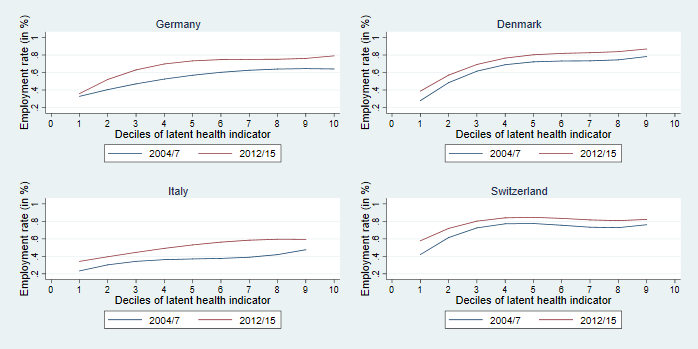 Germany
Employment rate (in %)
.2 .4 .6 .8 1
0 1 2 3 4 5 6 7 8 9 10
Deciles of latent health indicator
2004/7 2012/15
Denmark
Employment rate (in %)
.2 .4 .6 .8 1
0 1 2 3 4 5 6 7 8 9 10
Deciles of latent health indicator
2004/7 2012/15
Italy
Employment rate (in %)
.2 .4 .6 .8 1
0 1 2 3 4 5 6 7 8 9 10
Deciles of latent health indicator
2004/7 2012/15
Switzerland
Employment rate (in %)
.2 .4 .6 .8 1
0 1 2 3 4 5 6 7 8 9 10
Deciles of latent health indicator
2004/7 2012/15